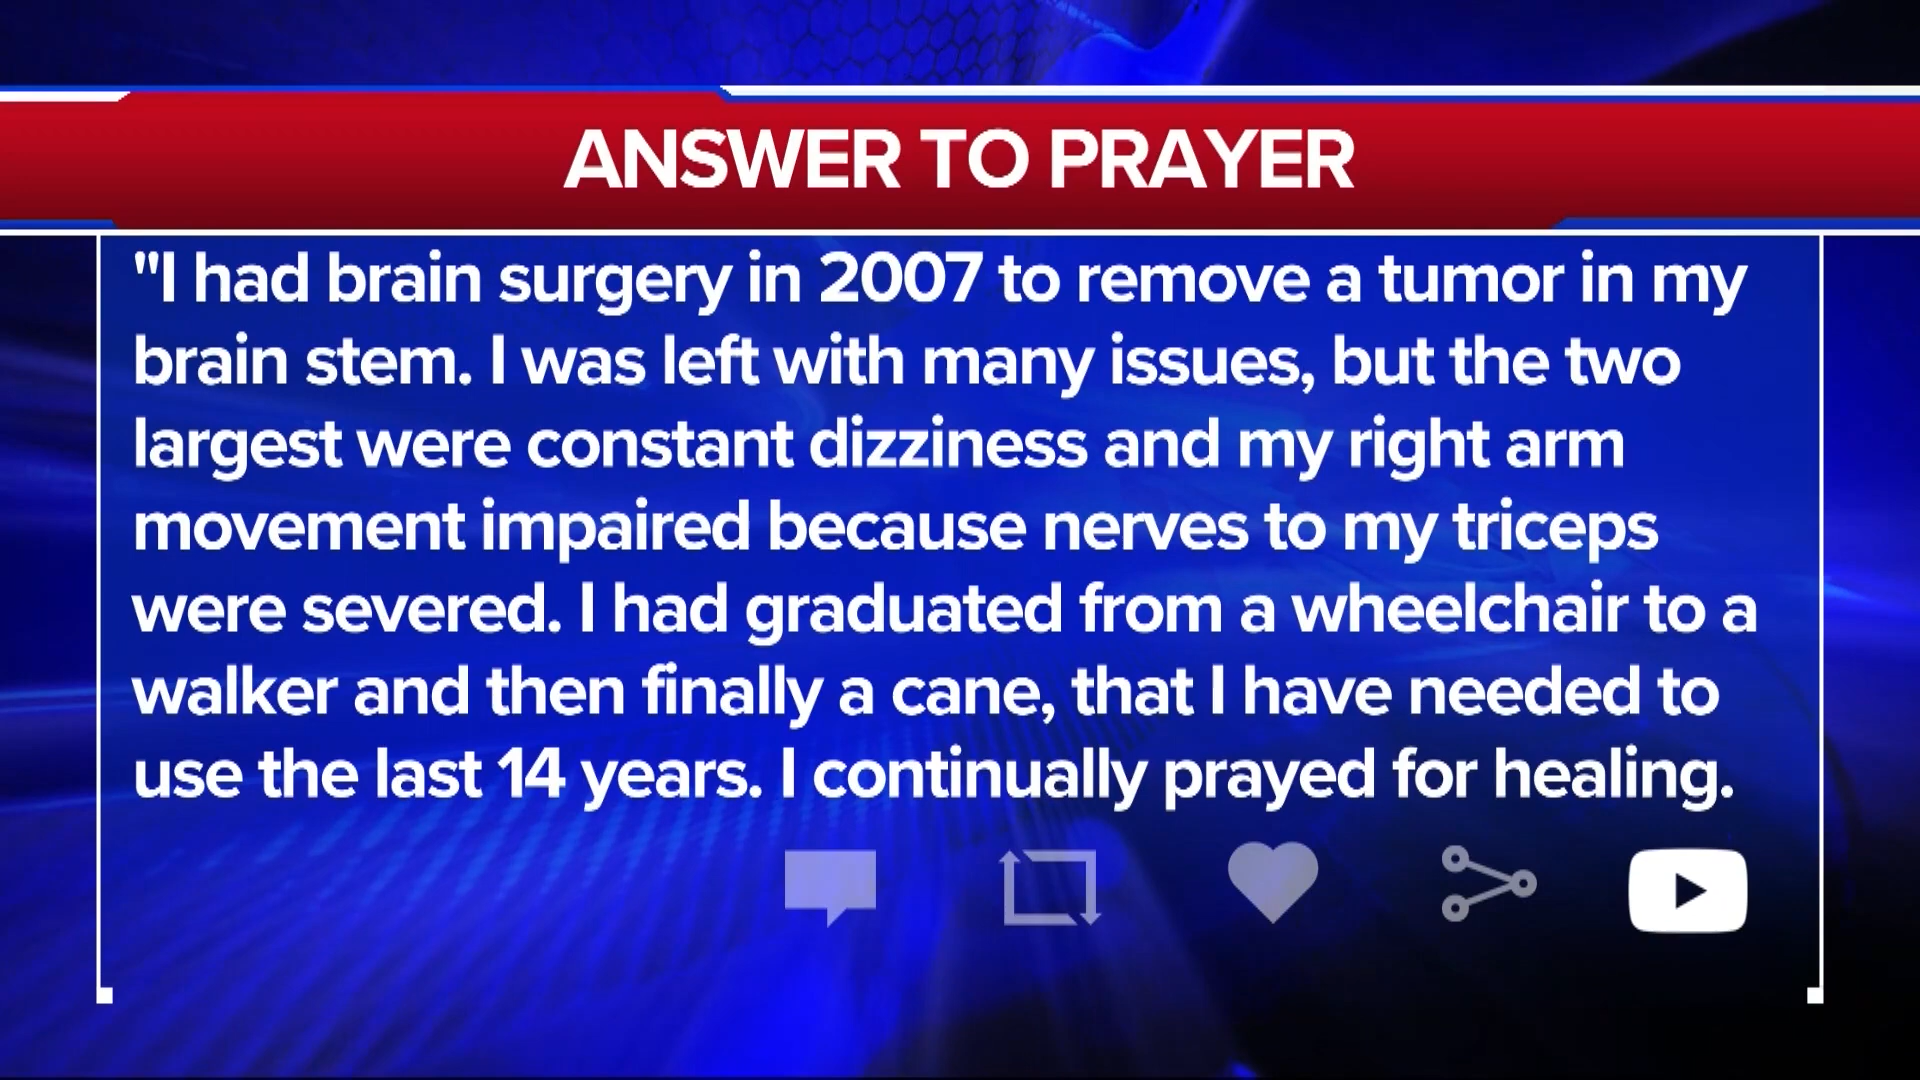 ANSWER TO PRAYER
"I had brain surgery in 2007 to remove a tumor in my
brain stem. I was left with many issues, but the two
largest were constant dizziness and my right arm
movement impaired because nerves to my triceps
were severed. I had graduated from a wheelchair to a
walker and then finally a cane, that I have needed to
use the last 14 years. I continually prayed for healing.